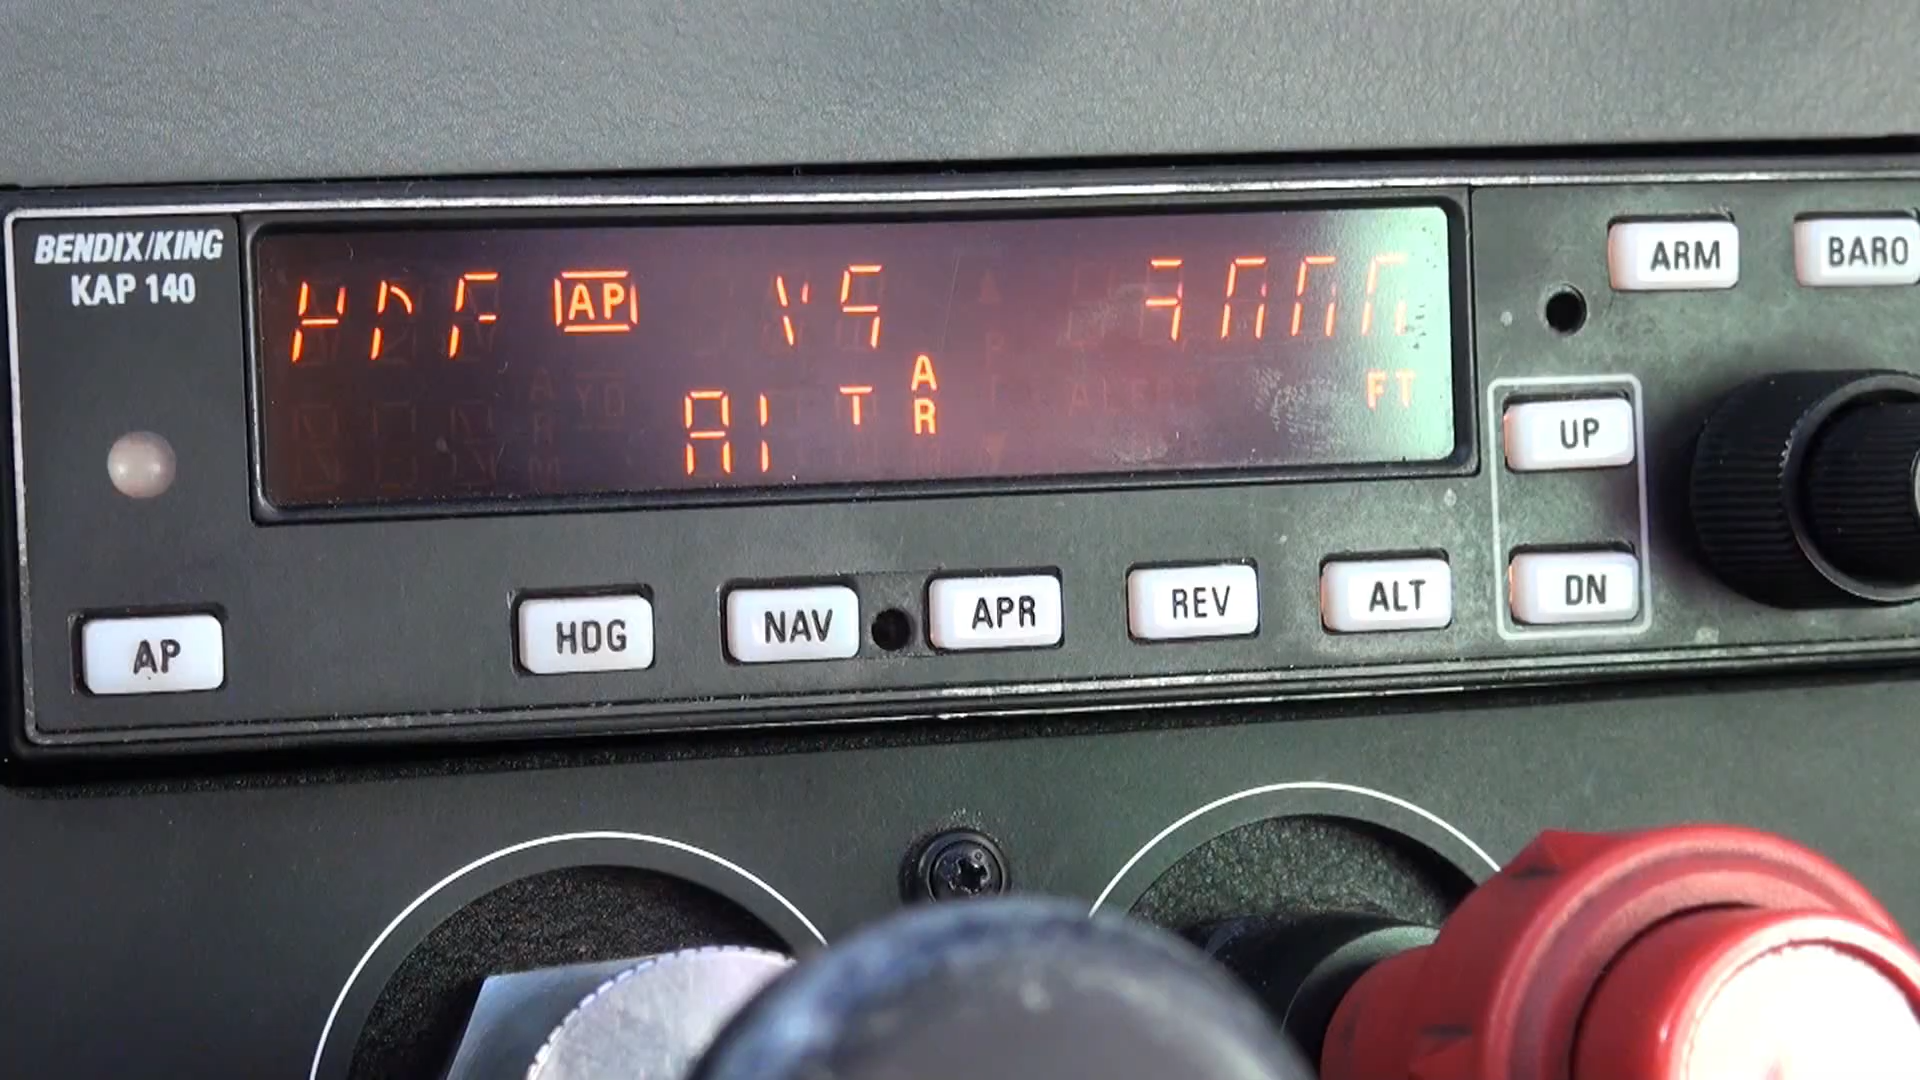 BENDIX/KING
KAP 140
HDG AP VS 3000
ALT AR FT
ARM BARO
UP
DN
AP HDG NAV APR REV ALT